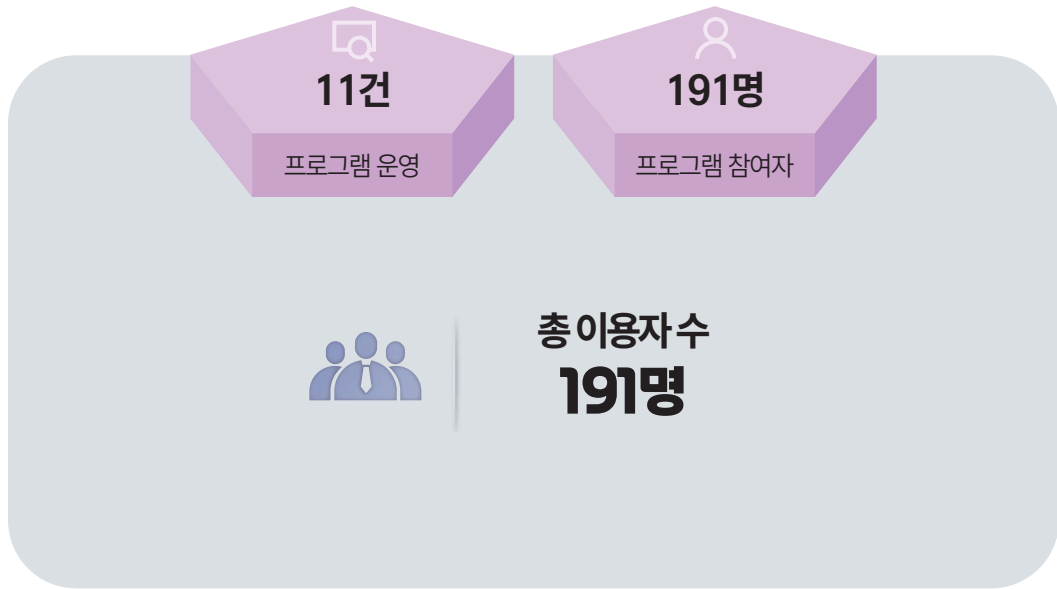 11건
프로그램 운영
191명
프로그램 참여자
총 이용자 수
191명